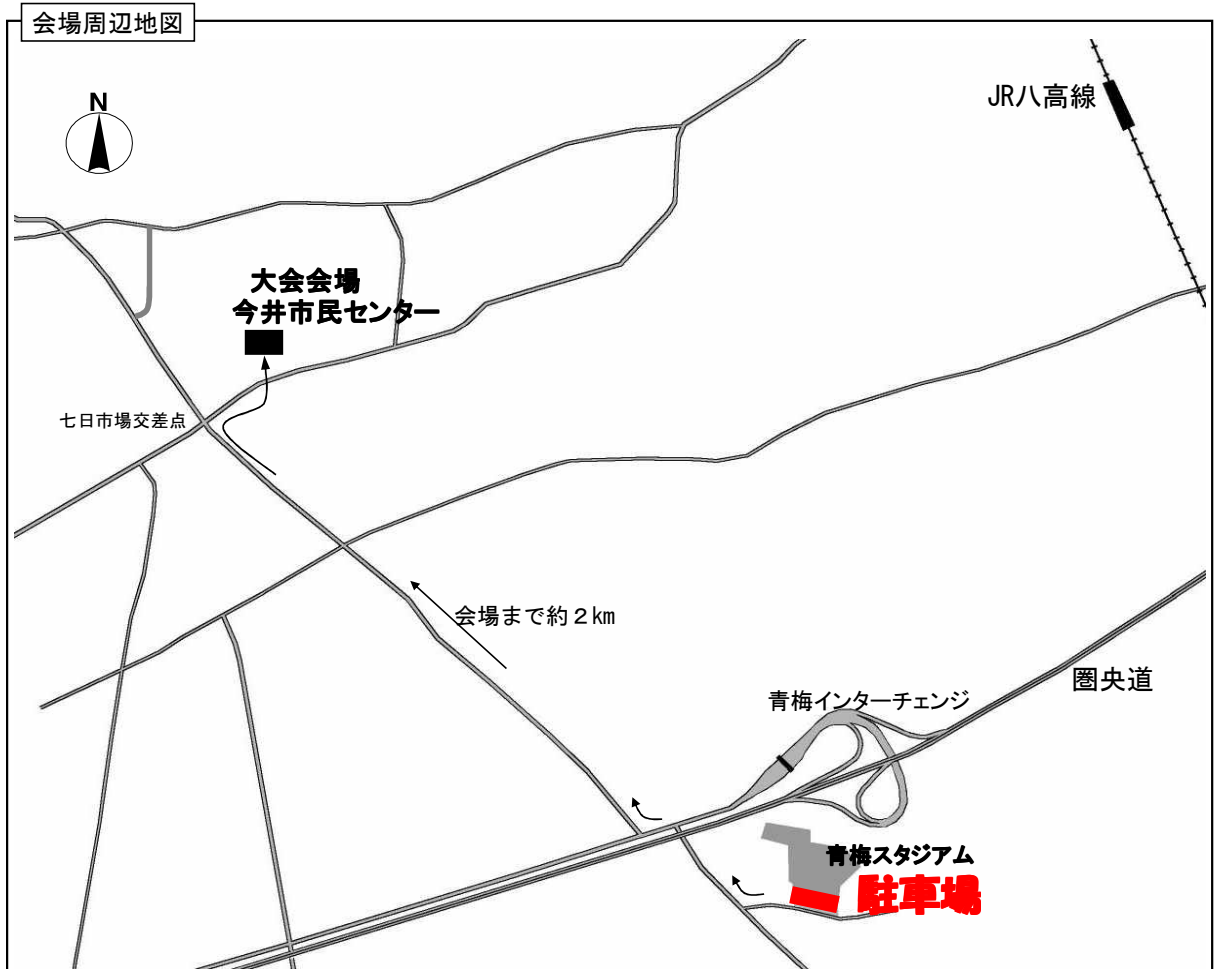 会場周辺地図
N
JR八高線
大会会場
今井市民センター
七日市場交差点
会場まで約２㎞
圏央道
青梅インターチェンジ
青梅スタジアム
駐車場